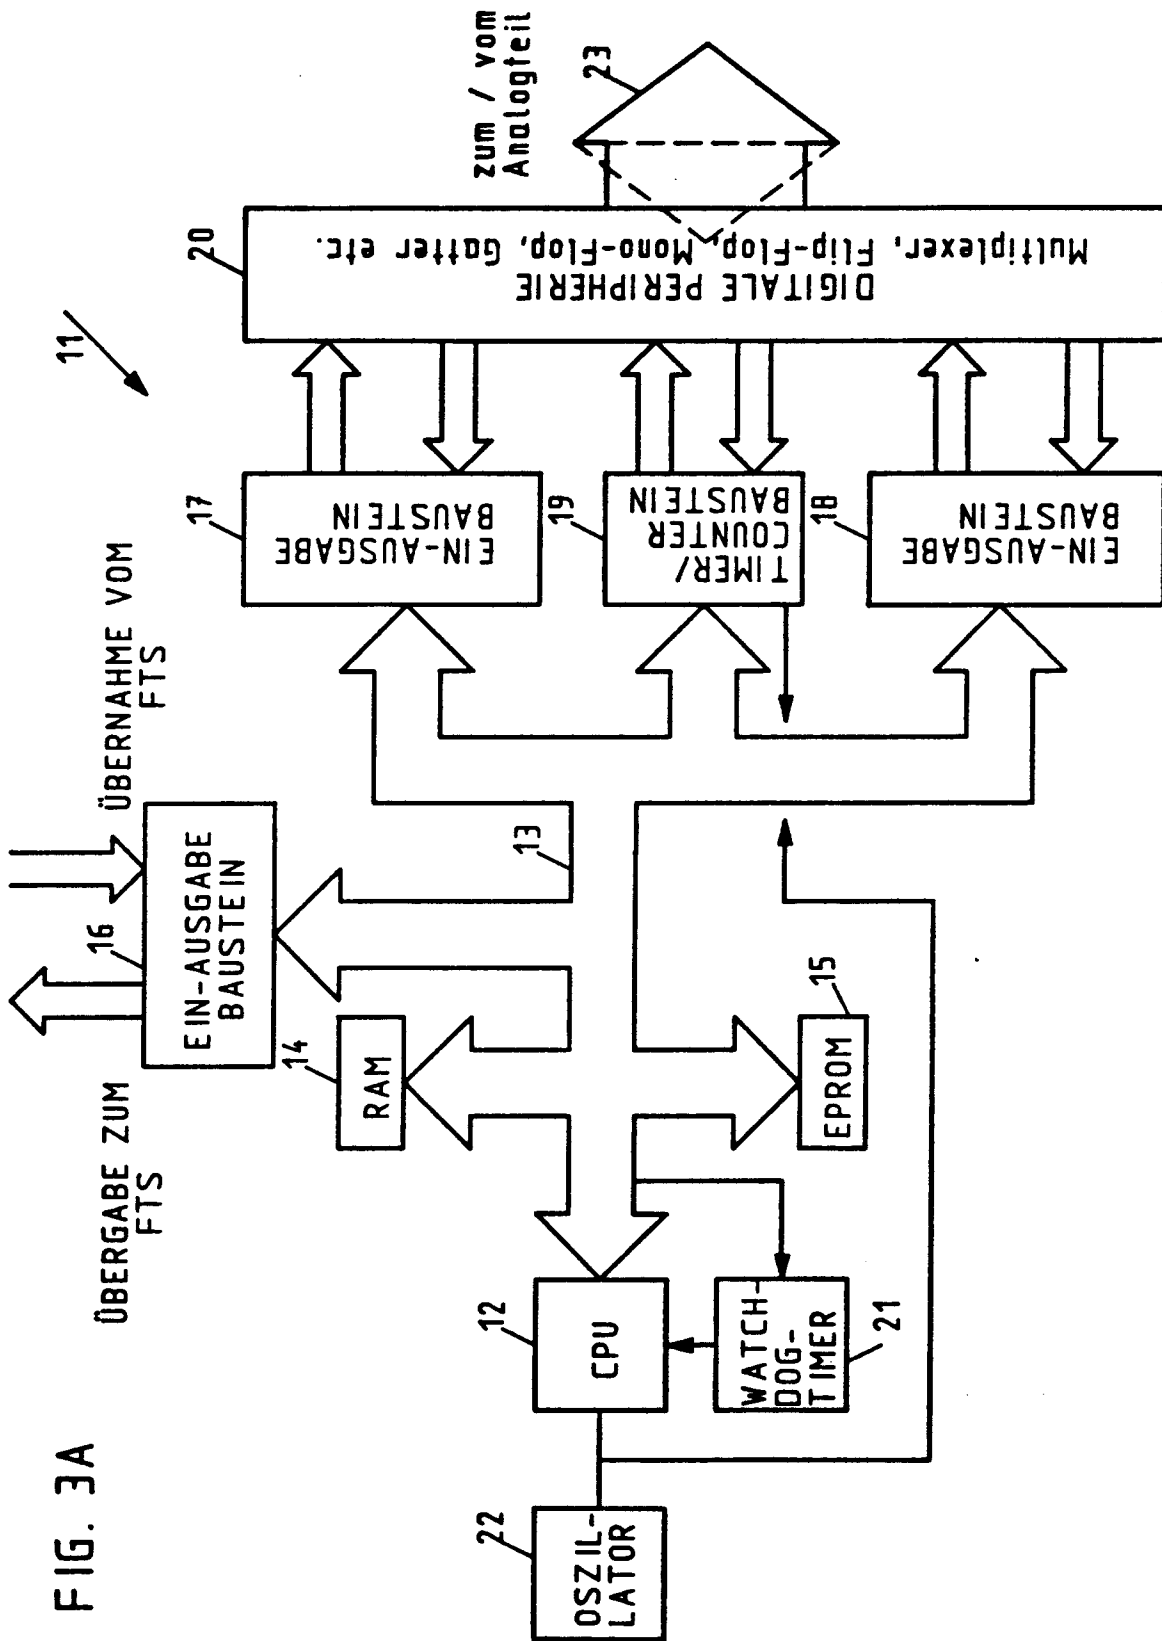 FIG. 3A
ÜBERGABE ZUM
FTS
ÜBERNAHME VOM
FTS
11
16
EIN-AUSGABE
BAUSTEIN
14
RAM
13
15
EPROM
12
CPU
22
OSZIL-
LATOR
WATCH-
DOG-
TIMER
21
17
EIN-AUSGABE
BAUSTEIN
19
TIMER/
COUNTER
BAUSTEIN
18
EIN-AUSGABE
BAUSTEIN
20
DIGITALE PERIPHERIE
Multiplexer, Flip-Flop, Mono-Flop, Gatter etc.
zum / vom
Analogteil
23